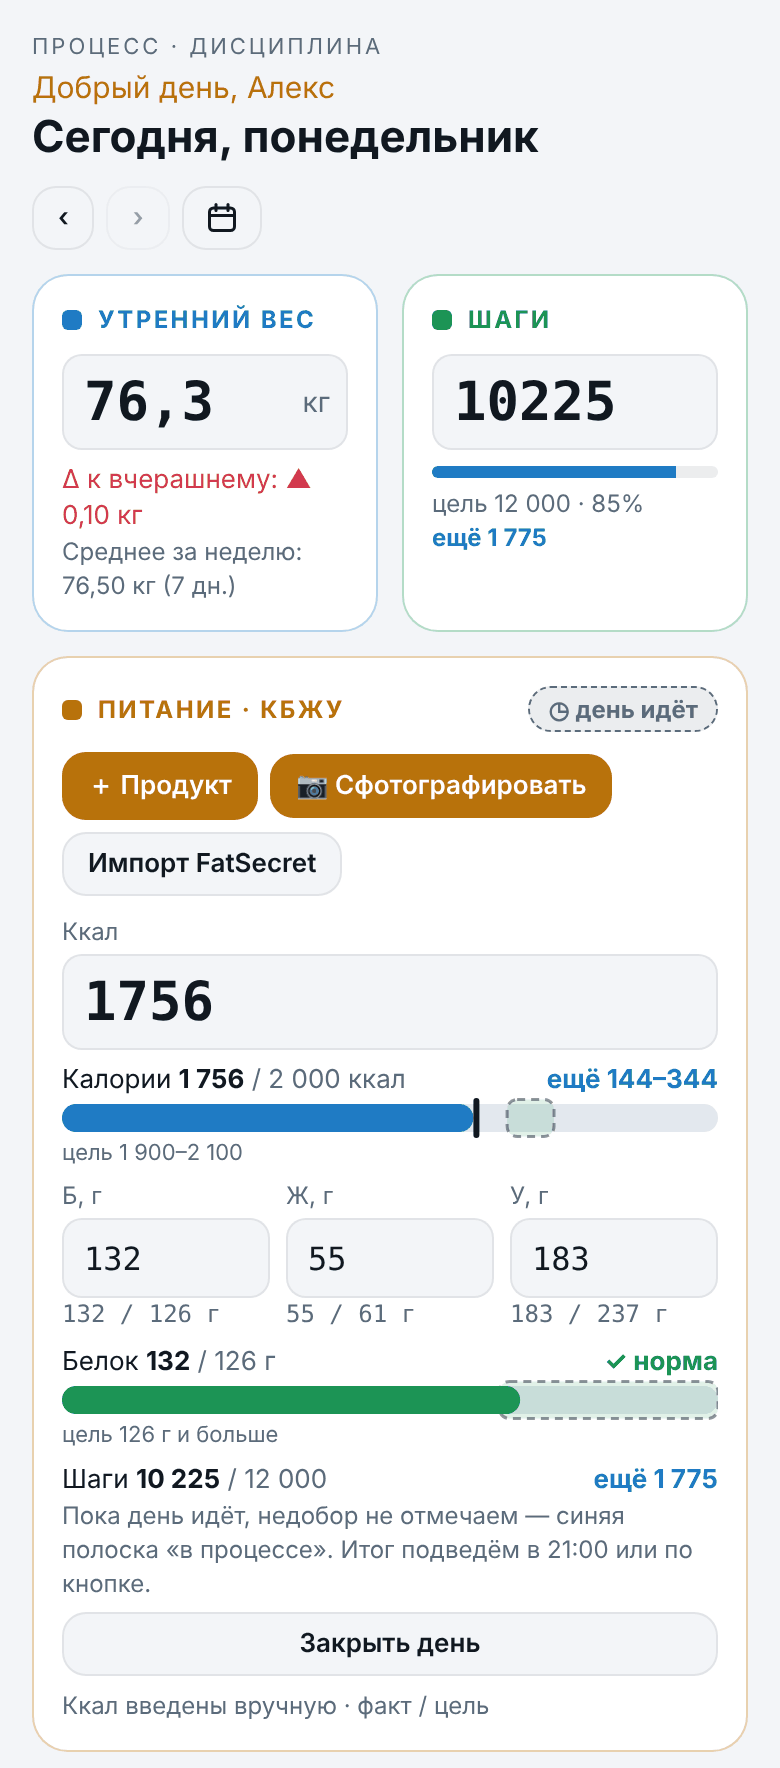 ПРОЦЕСС · ДИСЦИПЛИНА
Добрый день, Алекс
Сегодня, понедельник
‹ ›
УТРЕННИЙ ВЕС
76,3 кг
Δ к вчерашнему: ▲
0,10 кг
Среднее за неделю:
76,50 кг (7 дн.)
ШАГИ
10225
цель 12 000 · 85%
ещё 1 775
ПИТАНИЕ · КБЖУ
день идёт
+ Продукт
📷 Сфотографировать
Импорт FatSecret
Ккал
1756
Калории 1 756 / 2 000 ккал
ещё 144–344
цель 1 900–2 100
Б, г Ж, г У, г
132 55 183
132 / 126 г 55 / 61 г 183 / 237 г
Белок 132 / 126 г
✓ норма
цель 126 г и больше
Шаги 10 225 / 12 000
ещё 1 775
Пока день идёт, недобор не отмечаем — синяя
полоска «в процессе». Итог подведём в 21:00 или по
кнопке.
Закрыть день
Ккал введены вручную · факт / цель